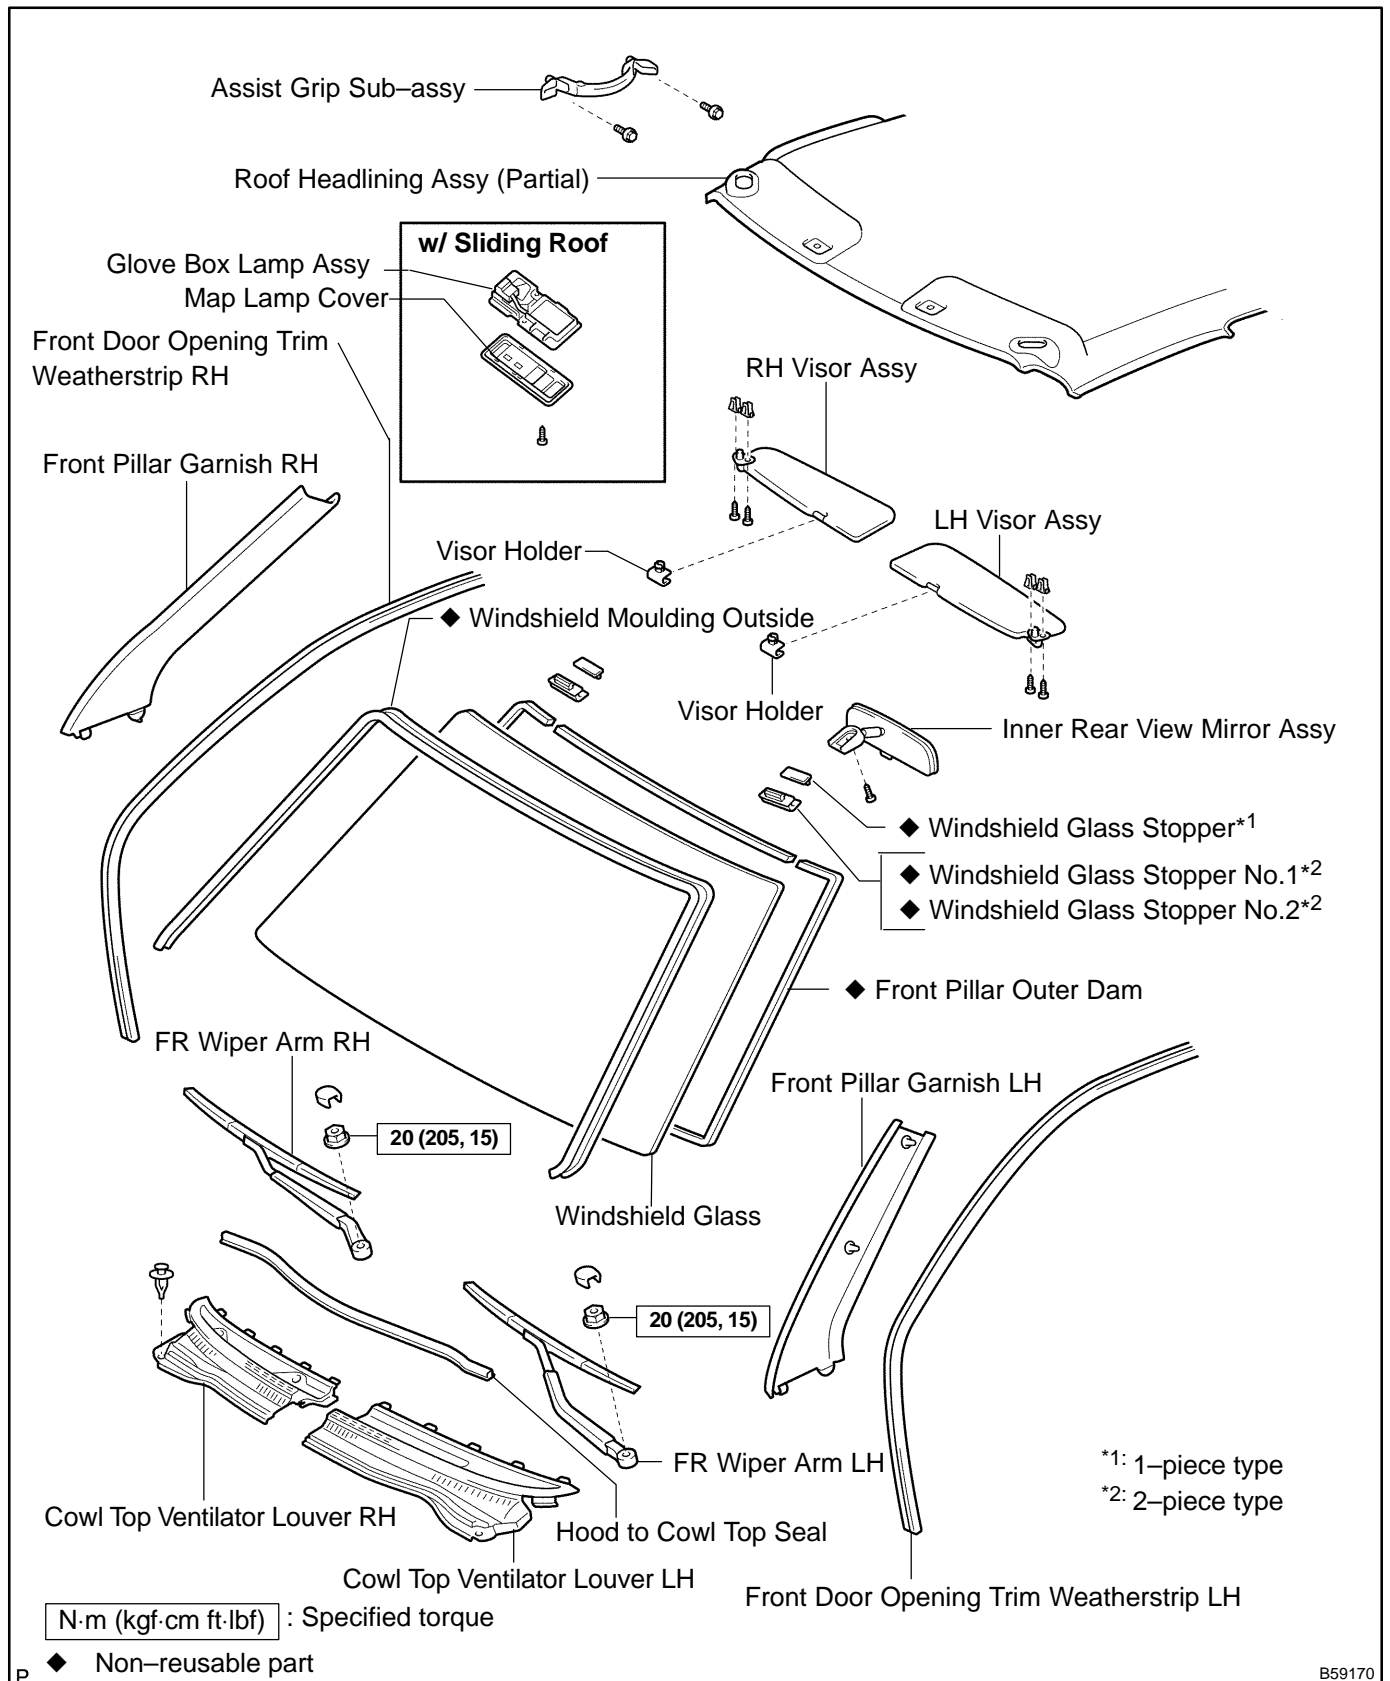 Assist Grip Sub–assy
Roof Headlining Assy (Partial)
w/ Sliding Roof
Glove Box Lamp Assy
Map Lamp Cover
Front Door Opening Trim
Weatherstrip RH
RH Visor Assy
Front Pillar Garnish RH
LH Visor Assy
Visor Holder
◆ Windshield Moulding Outside
Visor Holder
Inner Rear View Mirror Assy
◆ Windshield Glass Stopper*1
◆ Windshield Glass Stopper No.1*2
◆ Windshield Glass Stopper No.2*2
◆ Front Pillar Outer Dam
FR Wiper Arm RH
Front Pillar Garnish LH
20 (205, 15)
Windshield Glass
20 (205, 15)
FR Wiper Arm LH
*1: 1–piece type
*2: 2–piece type
Cowl Top Ventilator Louver RH
Hood to Cowl Top Seal
Cowl Top Ventilator Louver LH
Front Door Opening Trim Weatherstrip LH
N·m (kgf·cm ft·lbf) : Specified torque
◆ Non–reusable part
P
B59170